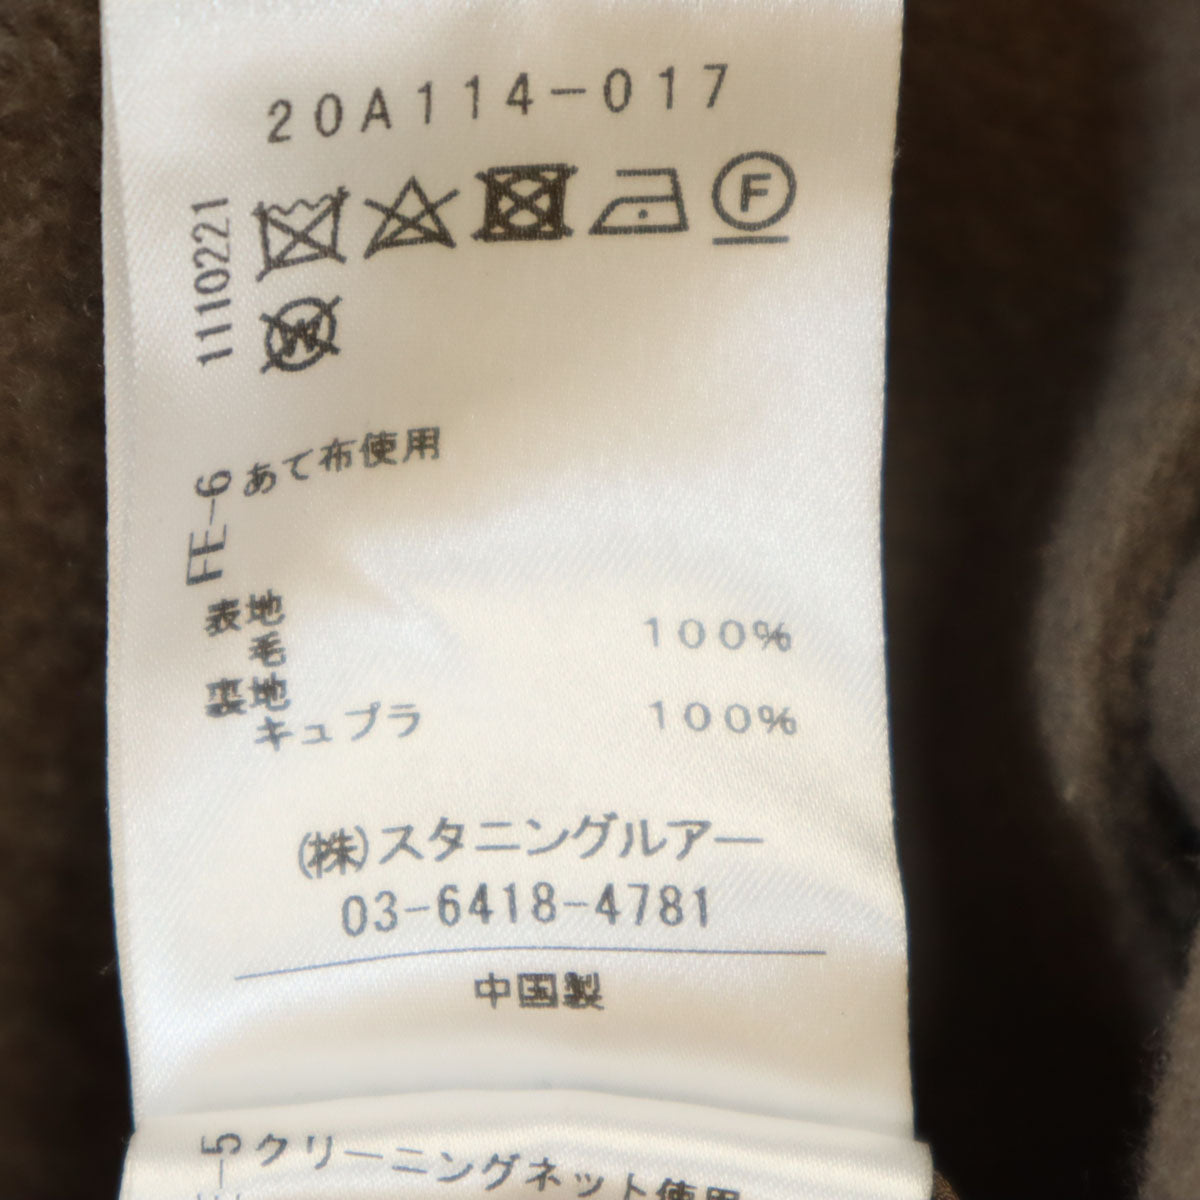 20A114-017
1110221
F
W
FE-6
あて布使用
表地
毛 100%
裏地
キュプラ 100%
(株)スタニングルアー
03-6418-4781
中国製
-5
クリーニングネット使用